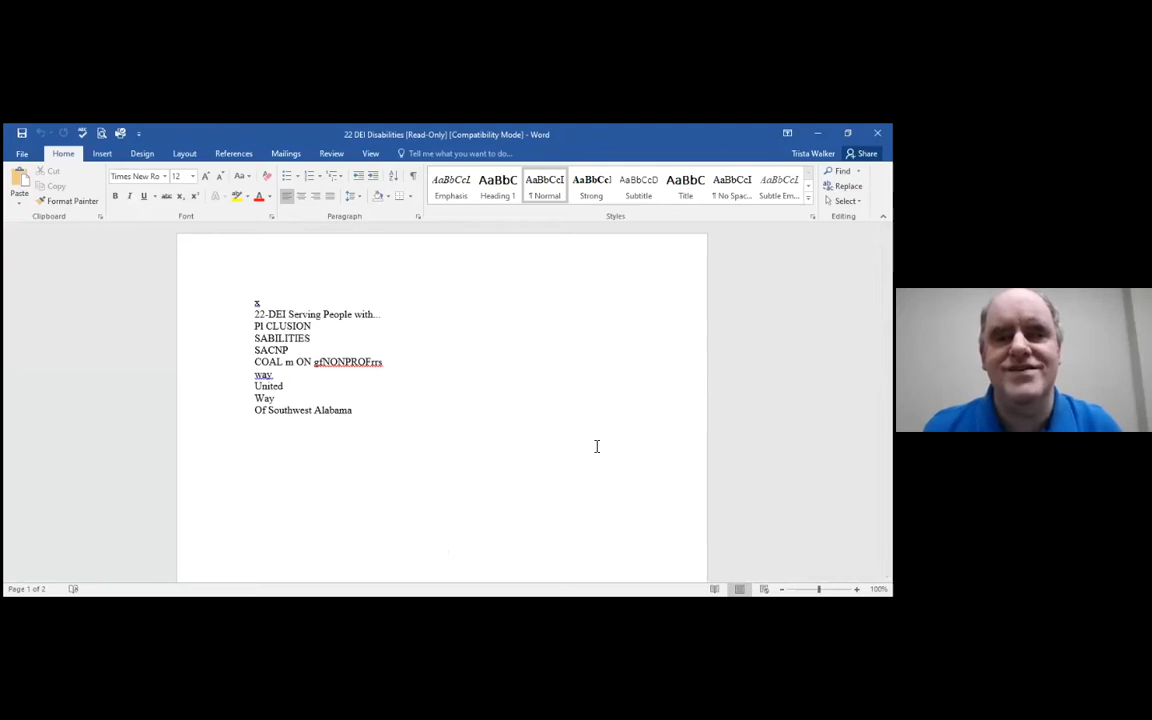 22 DEI Disabilities [Read-Only] [Compatibility Mode] - Word
File Home Insert Design Layout References Mailings Review View Tell me what you want to do... Trista Walker Share
Cut
Copy
Format Painter
Paste
Clipboard
Times New Ro 12
Font
Paragraph
AaBbCcL AaBbC AaBbCcI AaBbCcI AaBbCcD AaBbC AaBbCcI AaBbCcL
Emphasis Heading 1 ¶ Normal Strong Subtitle Title ¶ No Spac... Subtle Em...
Styles
Find
Replace
Select
Editing
x
22-DEI Serving People with...
Pl CLUSION
SABILITIES
SACNP
COAL m ON gfNONPROFrrs
way.
United
Way
Of Southwest Alabama
Page 1 of 2 100%